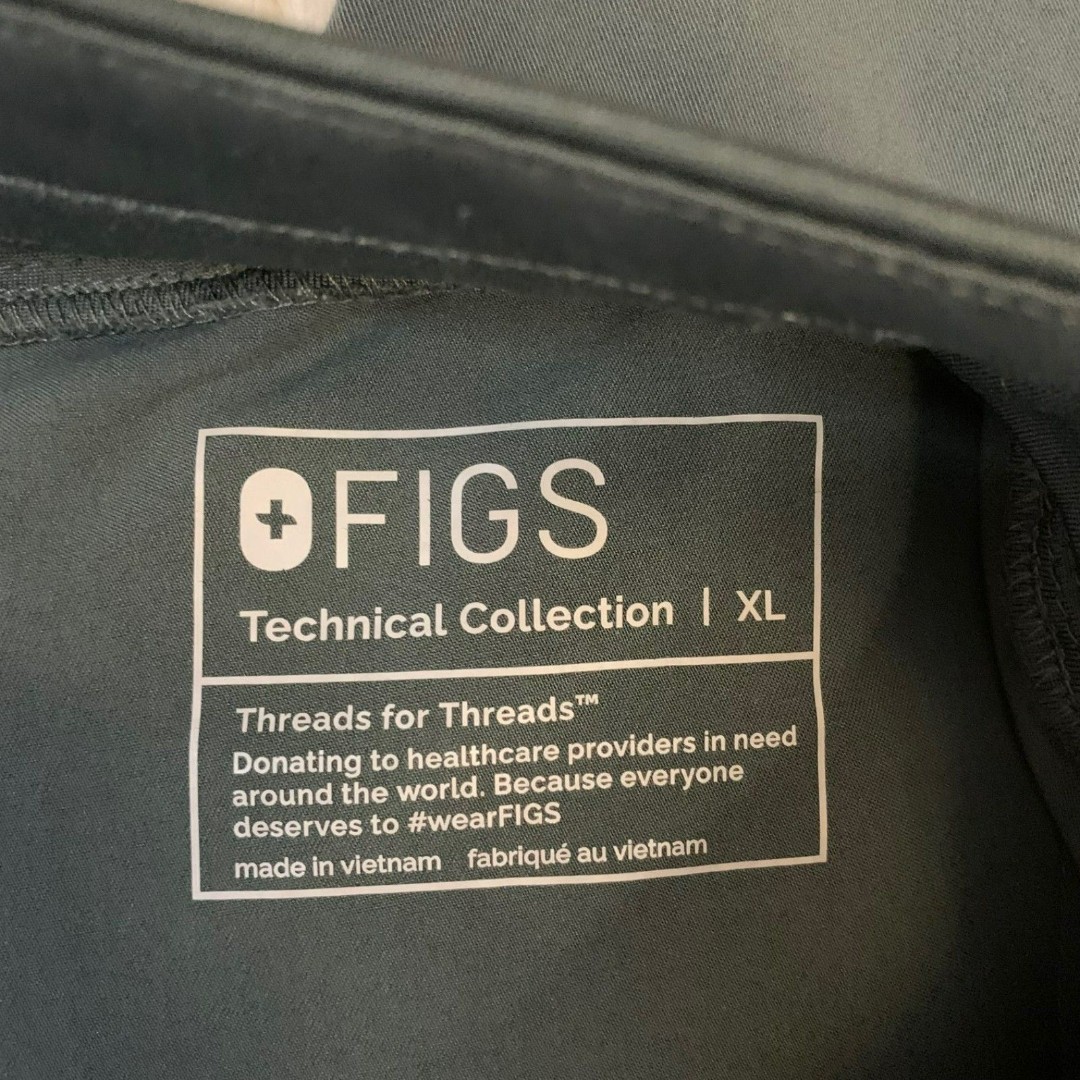 FIGS
Technical Collection | XL
Threads for Threads™
Donating to healthcare providers in need
around the world. Because everyone
deserves to #wearFIGS
made in vietnam fabriqué au vietnam